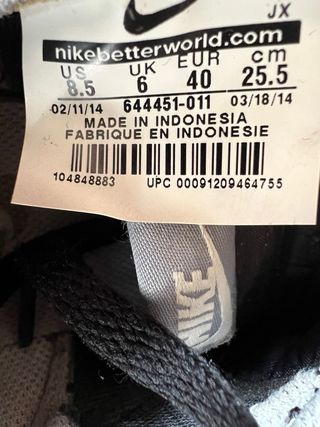 JX
nikebetterworld.com
US UK EUR cm
8.5 6 40 25.5
02/11/14 644451-011 03/18/14
MADE IN INDONESIA
FABRIQUE EN INDONESIE
104848883 UPC 00091209464755
NIKE